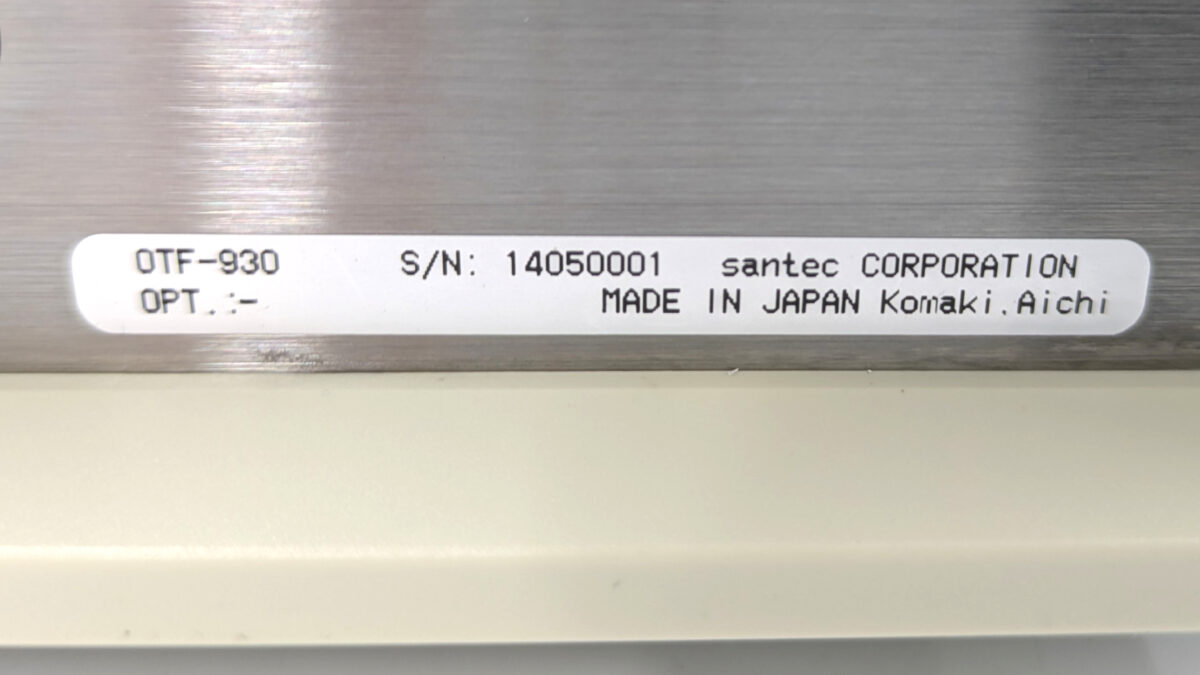 OTF-930 S/N: 14050001 santec CORPORATION
OPT.:- MADE IN JAPAN Komaki.Aichi